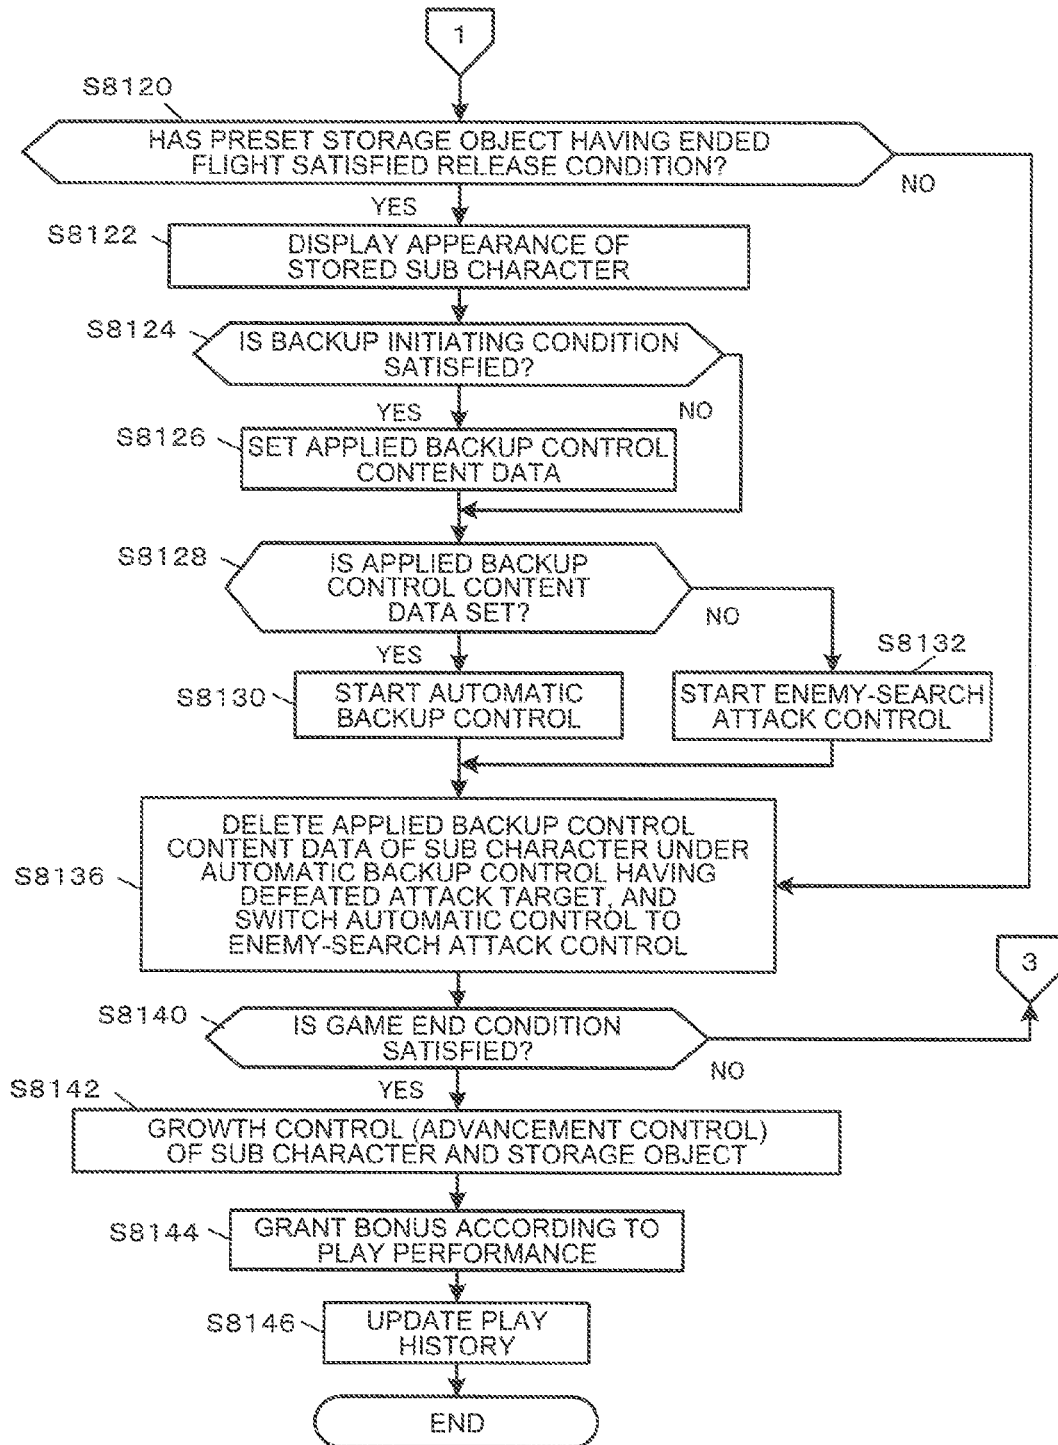 1
S8120
HAS PRESET STORAGE OBJECT HAVING ENDED
FLIGHT SATISFIED RELEASE CONDITION?
NO
YES
S8122
DISPLAY APPEARANCE OF
STORED SUB CHARACTER
S8124
IS BACKUP INITIATING CONDITION
SATISFIED?
YES
NO
S8126
SET APPLIED BACKUP CONTROL
CONTENT DATA
S8128
IS APPLIED BACKUP
CONTROL CONTENT
DATA SET?
NO
YES
S8132
S8130
START AUTOMATIC
BACKUP CONTROL
START ENEMY-SEARCH
ATTACK CONTROL
S8136
DELETE APPLIED BACKUP CONTROL
CONTENT DATA OF SUB CHARACTER UNDER
AUTOMATIC BACKUP CONTROL HAVING
DEFEATED ATTACK TARGET, AND
SWITCH AUTOMATIC CONTROL TO
ENEMY-SEARCH ATTACK CONTROL
3
S8140
IS GAME END CONDITION
SATISFIED?
NO
YES
S8142
GROWTH CONTROL (ADVANCEMENT CONTROL)
OF SUB CHARACTER AND STORAGE OBJECT
S8144
GRANT BONUS ACCORDING TO
PLAY PERFORMANCE
S8146
UPDATE PLAY
HISTORY
END